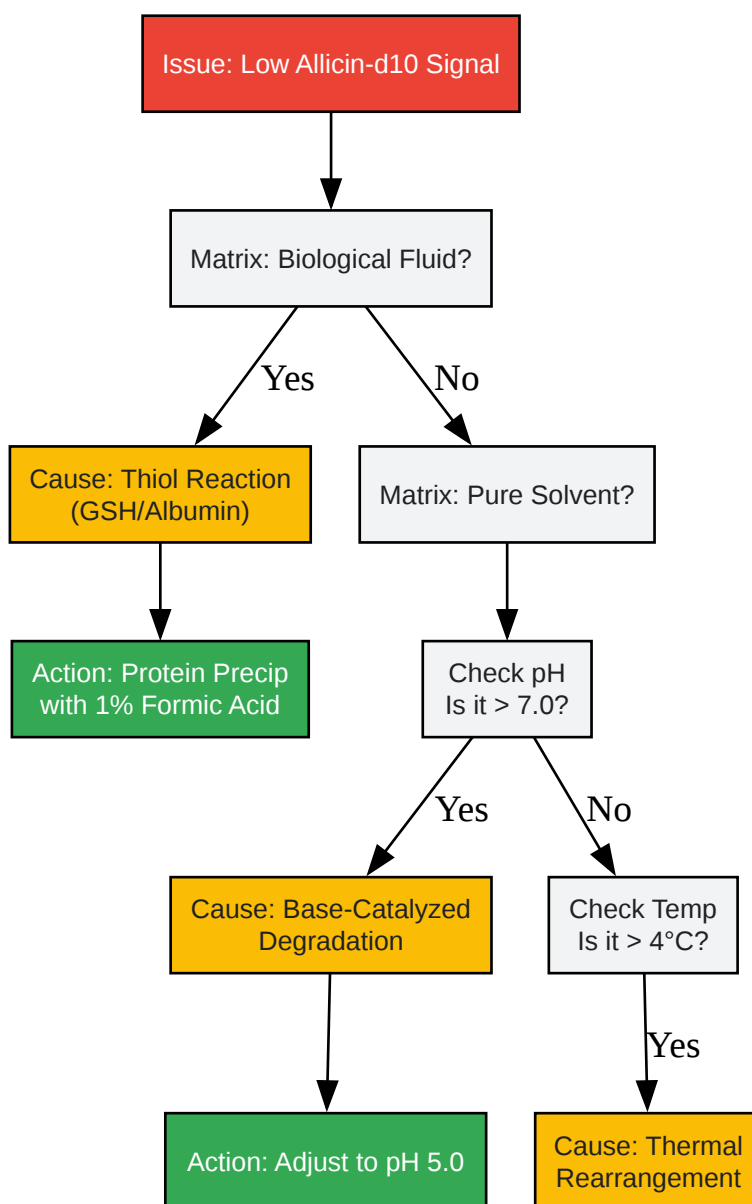 Issue: Low Allicin-d10 Signal
Matrix: Biological Fluid?
Yes
No
Cause: Thiol Reaction
(GSH/Albumin)
Matrix: Pure Solvent?
Action: Protein Precip
with 1% Formic Acid
Check pH
Is it > 7.0?
Yes
No
Cause: Base-Catalyzed
Degradation
Check Temp
Is it > 4°C?
Yes
Action: Adjust to pH 5.0
Cause: Thermal
Rearrangement